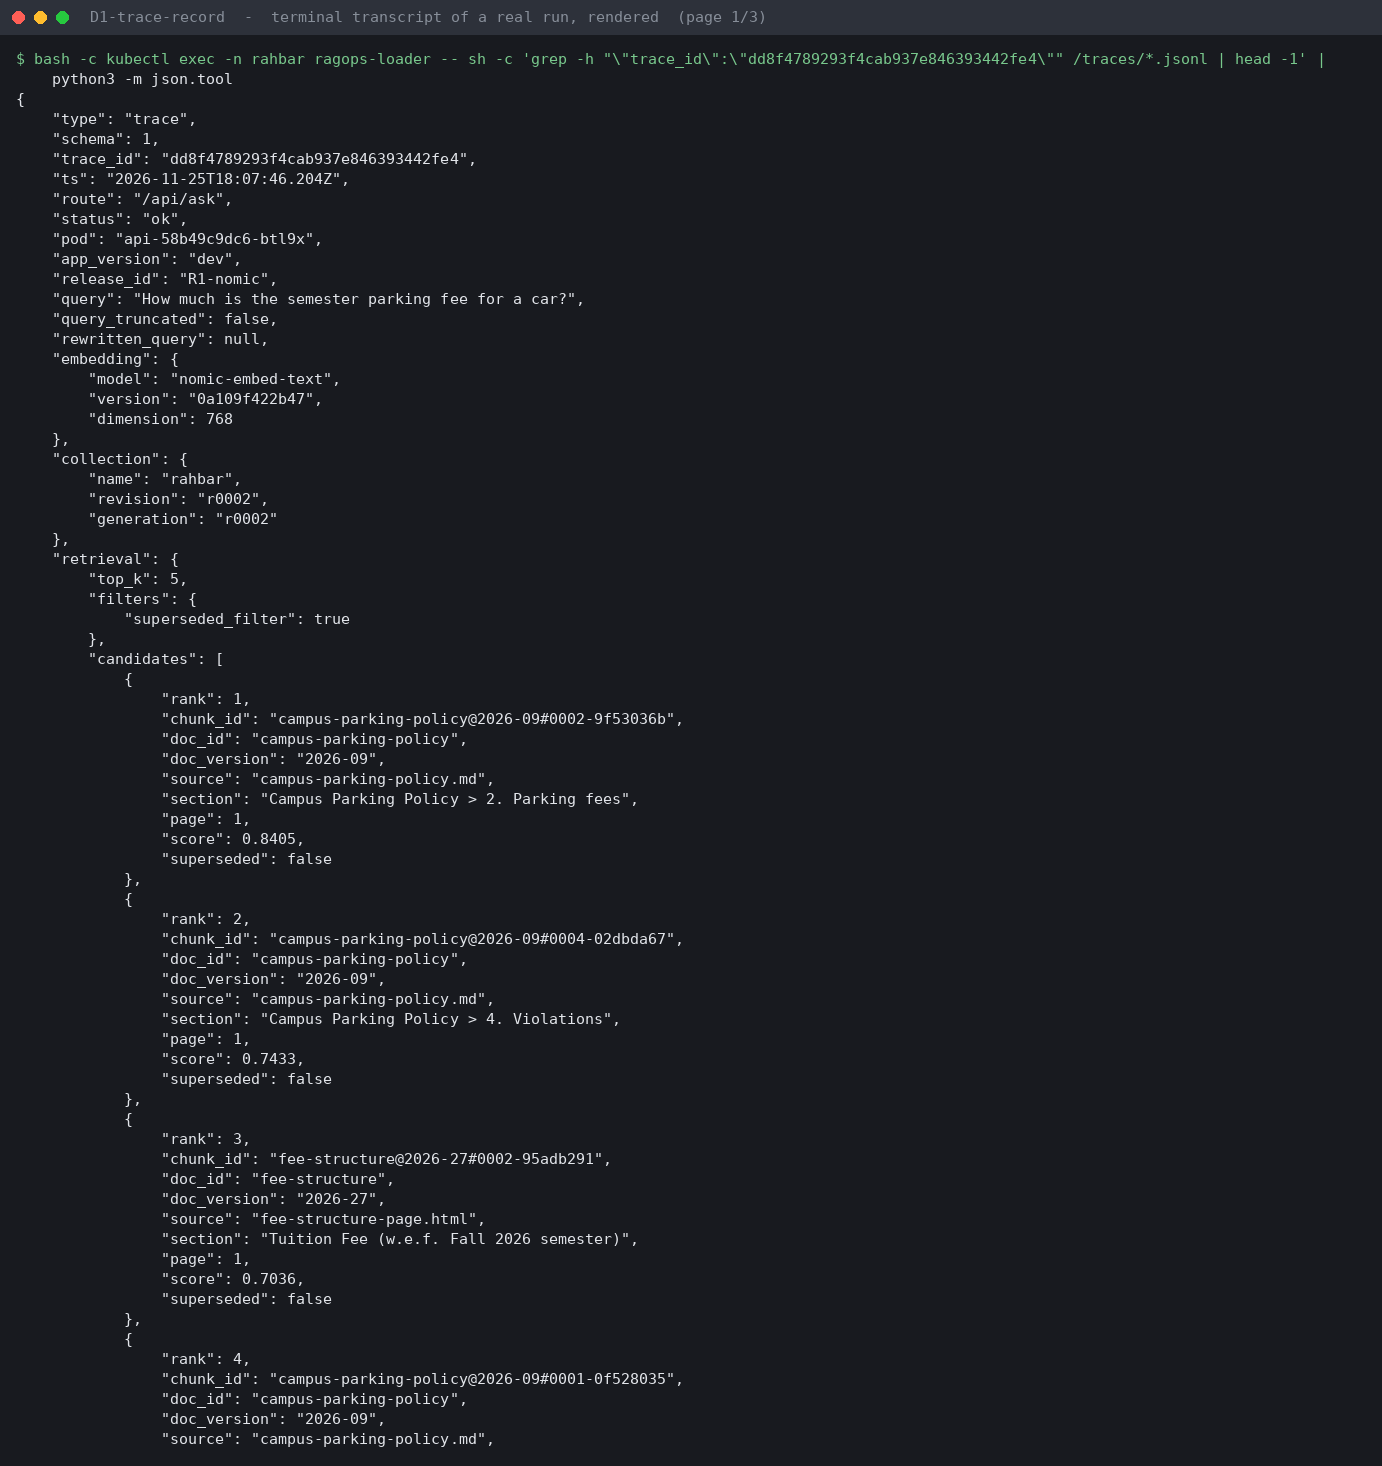 D1-trace-record  -  terminal transcript of a real run, rendered  (page 1/3)
$ bash -c kubectl exec -n rahbar ragops-loader -- sh -c 'grep -h "\"trace_id\":\"dd8f4789293f4cab937e846393442fe4\"" /traces/*.jsonl | head -1' |
    python3 -m json.tool
{
    "type": "trace",
    "schema": 1,
    "trace_id": "dd8f4789293f4cab937e846393442fe4",
    "ts": "2026-11-25T18:07:46.204Z",
    "route": "/api/ask",
    "status": "ok",
    "pod": "api-58b49c9dc6-btl9x",
    "app_version": "dev",
    "release_id": "R1-nomic",
    "query": "How much is the semester parking fee for a car?",
    "query_truncated": false,
    "rewritten_query": null,
    "embedding": {
        "model": "nomic-embed-text",
        "version": "0a109f422b47",
        "dimension": 768
    },
    "collection": {
        "name": "rahbar",
        "revision": "r0002",
        "generation": "r0002"
    },
    "retrieval": {
        "top_k": 5,
        "filters": {
            "superseded_filter": true
        },
        "candidates": [
            {
                "rank": 1,
                "chunk_id": "campus-parking-policy@2026-09#0002-9f53036b",
                "doc_id": "campus-parking-policy",
                "doc_version": "2026-09",
                "source": "campus-parking-policy.md",
                "section": "Campus Parking Policy > 2. Parking fees",
                "page": 1,
                "score": 0.8405,
                "superseded": false
            },
            {
                "rank": 2,
                "chunk_id": "campus-parking-policy@2026-09#0004-02dbda67",
                "doc_id": "campus-parking-policy",
                "doc_version": "2026-09",
                "source": "campus-parking-policy.md",
                "section": "Campus Parking Policy > 4. Violations",
                "page": 1,
                "score": 0.7433,
                "superseded": false
            },
            {
                "rank": 3,
                "chunk_id": "fee-structure@2026-27#0002-95adb291",
                "doc_id": "fee-structure",
                "doc_version": "2026-27",
                "source": "fee-structure-page.html",
                "section": "Tuition Fee (w.e.f. Fall 2026 semester)",
                "page": 1,
                "score": 0.7036,
                "superseded": false
            },
            {
                "rank": 4,
                "chunk_id": "campus-parking-policy@2026-09#0001-0f528035",
                "doc_id": "campus-parking-policy",
                "doc_version": "2026-09",
                "source": "campus-parking-policy.md",